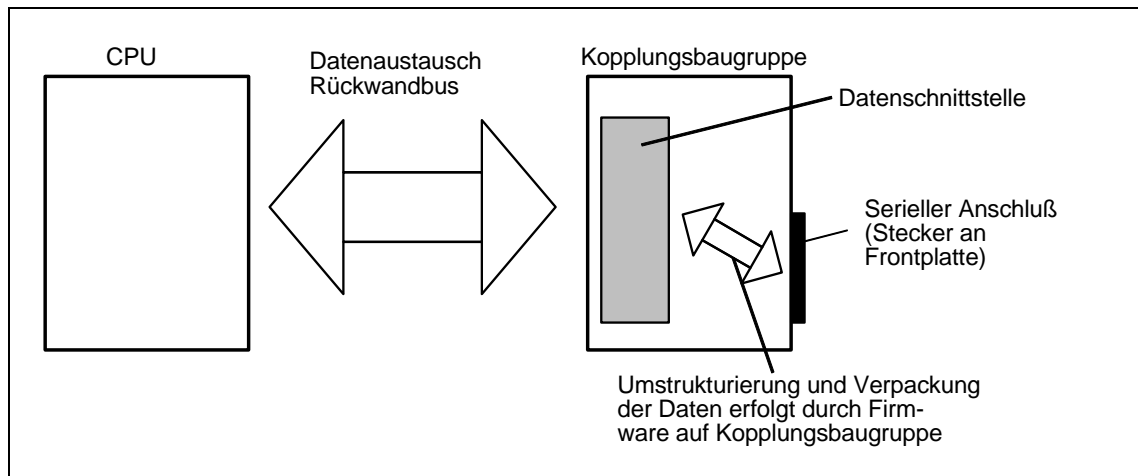 CPU
Datenaustausch
Rückwandbus
Kopplungsbaugruppe
Datenschnittstelle
Serieller Anschluß
(Stecker an
Frontplatte)
Umstrukturierung und Verpackung
der Daten erfolgt durch Firm-
ware auf Kopplungsbaugruppe